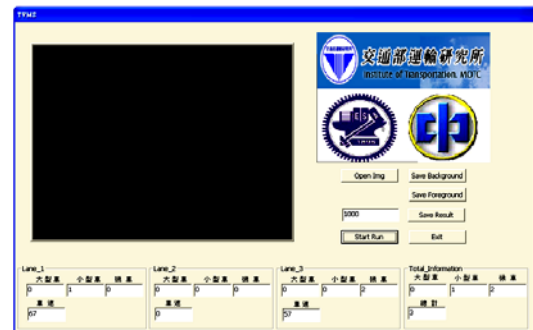 TVMS
交通部運輸研究所
Institute of Transportation, MOTC
Open Img
Save Background
Save Foreground
1000
Save Result
Start Run
Exit
Lane_1
大型車 小型車 機車
0 1 0
車速
67
Lane_2
大型車 小型車 機車
0 0 0
車速
0
Lane_3
大型車 小型車 機車
0 0 2
車速
57
Total_Information
大型車 小型車 機車
0 1 2
總計
3